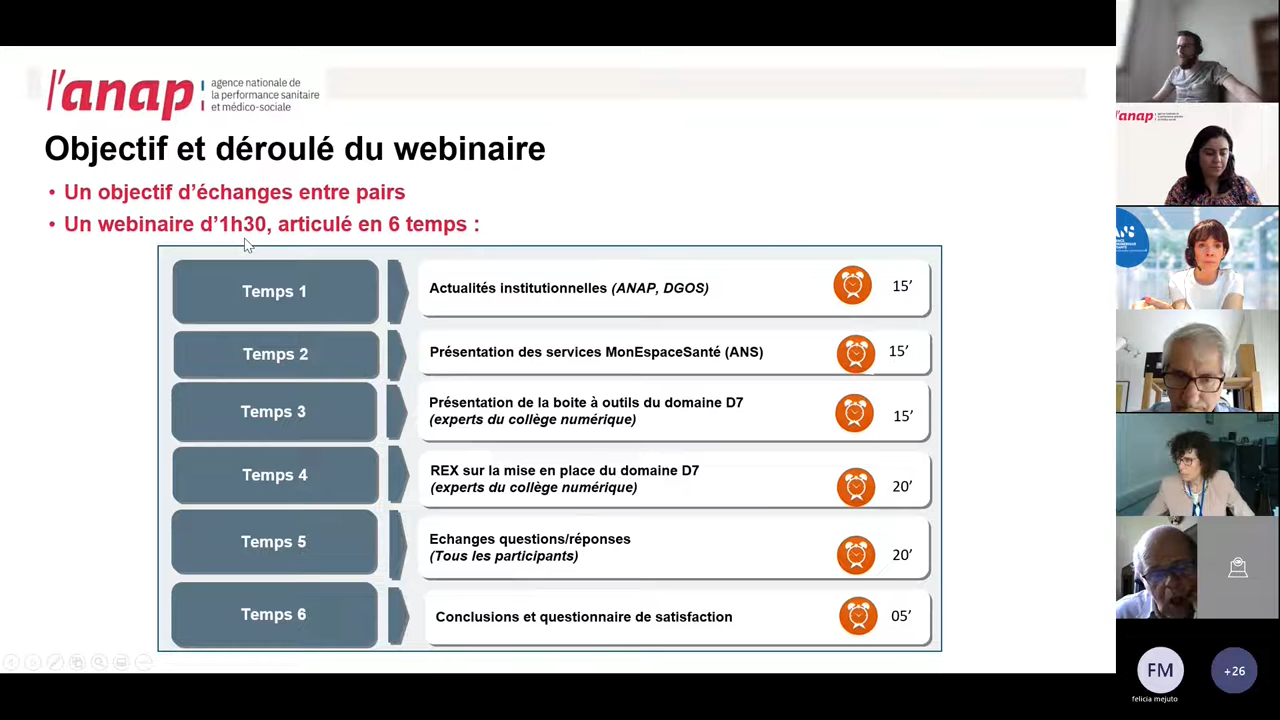 l'anap
agence nationale de
la performance sanitaire
et médico-sociale
Objectif et déroulé du webinaire
• Un objectif d’échanges entre pairs
• Un webinaire d’1h30, articulé en 6 temps :
Temps 1
Actualités institutionnelles (ANAP, DGOS)
15’
Temps 2
Présentation des services MonEspaceSanté (ANS)
15’
Temps 3
Présentation de la boite à outils du domaine D7
(experts du collège numérique)
15’
Temps 4
REX sur la mise en place du domaine D7
(experts du collège numérique)
20’
Temps 5
Echanges questions/réponses
(Tous les participants)
20’
Temps 6
Conclusions et questionnaire de satisfaction
05’
l'anap
FM
felicia mejuto
+26